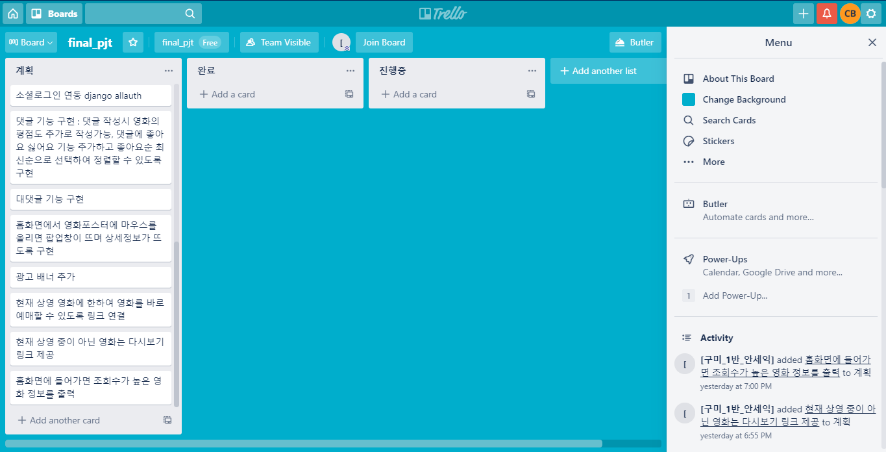 Boards
Trello
CB
Board
final_pjt
final_pjt Free
Team Visible
[
Join Board
Butler
계획
소셜로그인 연동 django allauth
댓글 기능 구현 : 댓글 작성시 영화의
평점도 추가로 작성가능, 댓글에 좋아
요 싫어요 기능 추가하고 좋아요순 최
신순으로 선택하여 정렬할 수 있도록
구현
대댓글 기능 구현
홈화면에서 영화포스터에 마우스를
올리면 팝업창이 뜨며 상세정보가 뜨
도록 구현
광고 배너 추가
현재 상영 영화에 한하여 영화를 바로
예매할 수 있도록 링크 연결
현재 상영 중이 아닌 영화는 다시보기
링크 제공
홈화면에 들어가면 조회수가 높은 영
화 정보를 출력
+ Add another card
완료
+ Add a card
진행중
+ Add a card
+ Add another list
Menu
About This Board
Change Background
Search Cards
Stickers
More
Butler
Automate cards and more...
Power-Ups
Calendar, Google Drive and more...
1 Add Power-Up...
Activity
[ [구미_1반_안세익] added 홈화면에 들어가
면 조회수가 높은 영화 정보를 출력 to 계획
yesterday at 7:00 PM
[ [구미_1반_안세익] added 현재 상영 중이 아
닌 영화는 다시보기 링크 제공 to 계획
yesterday at 6:55 PM